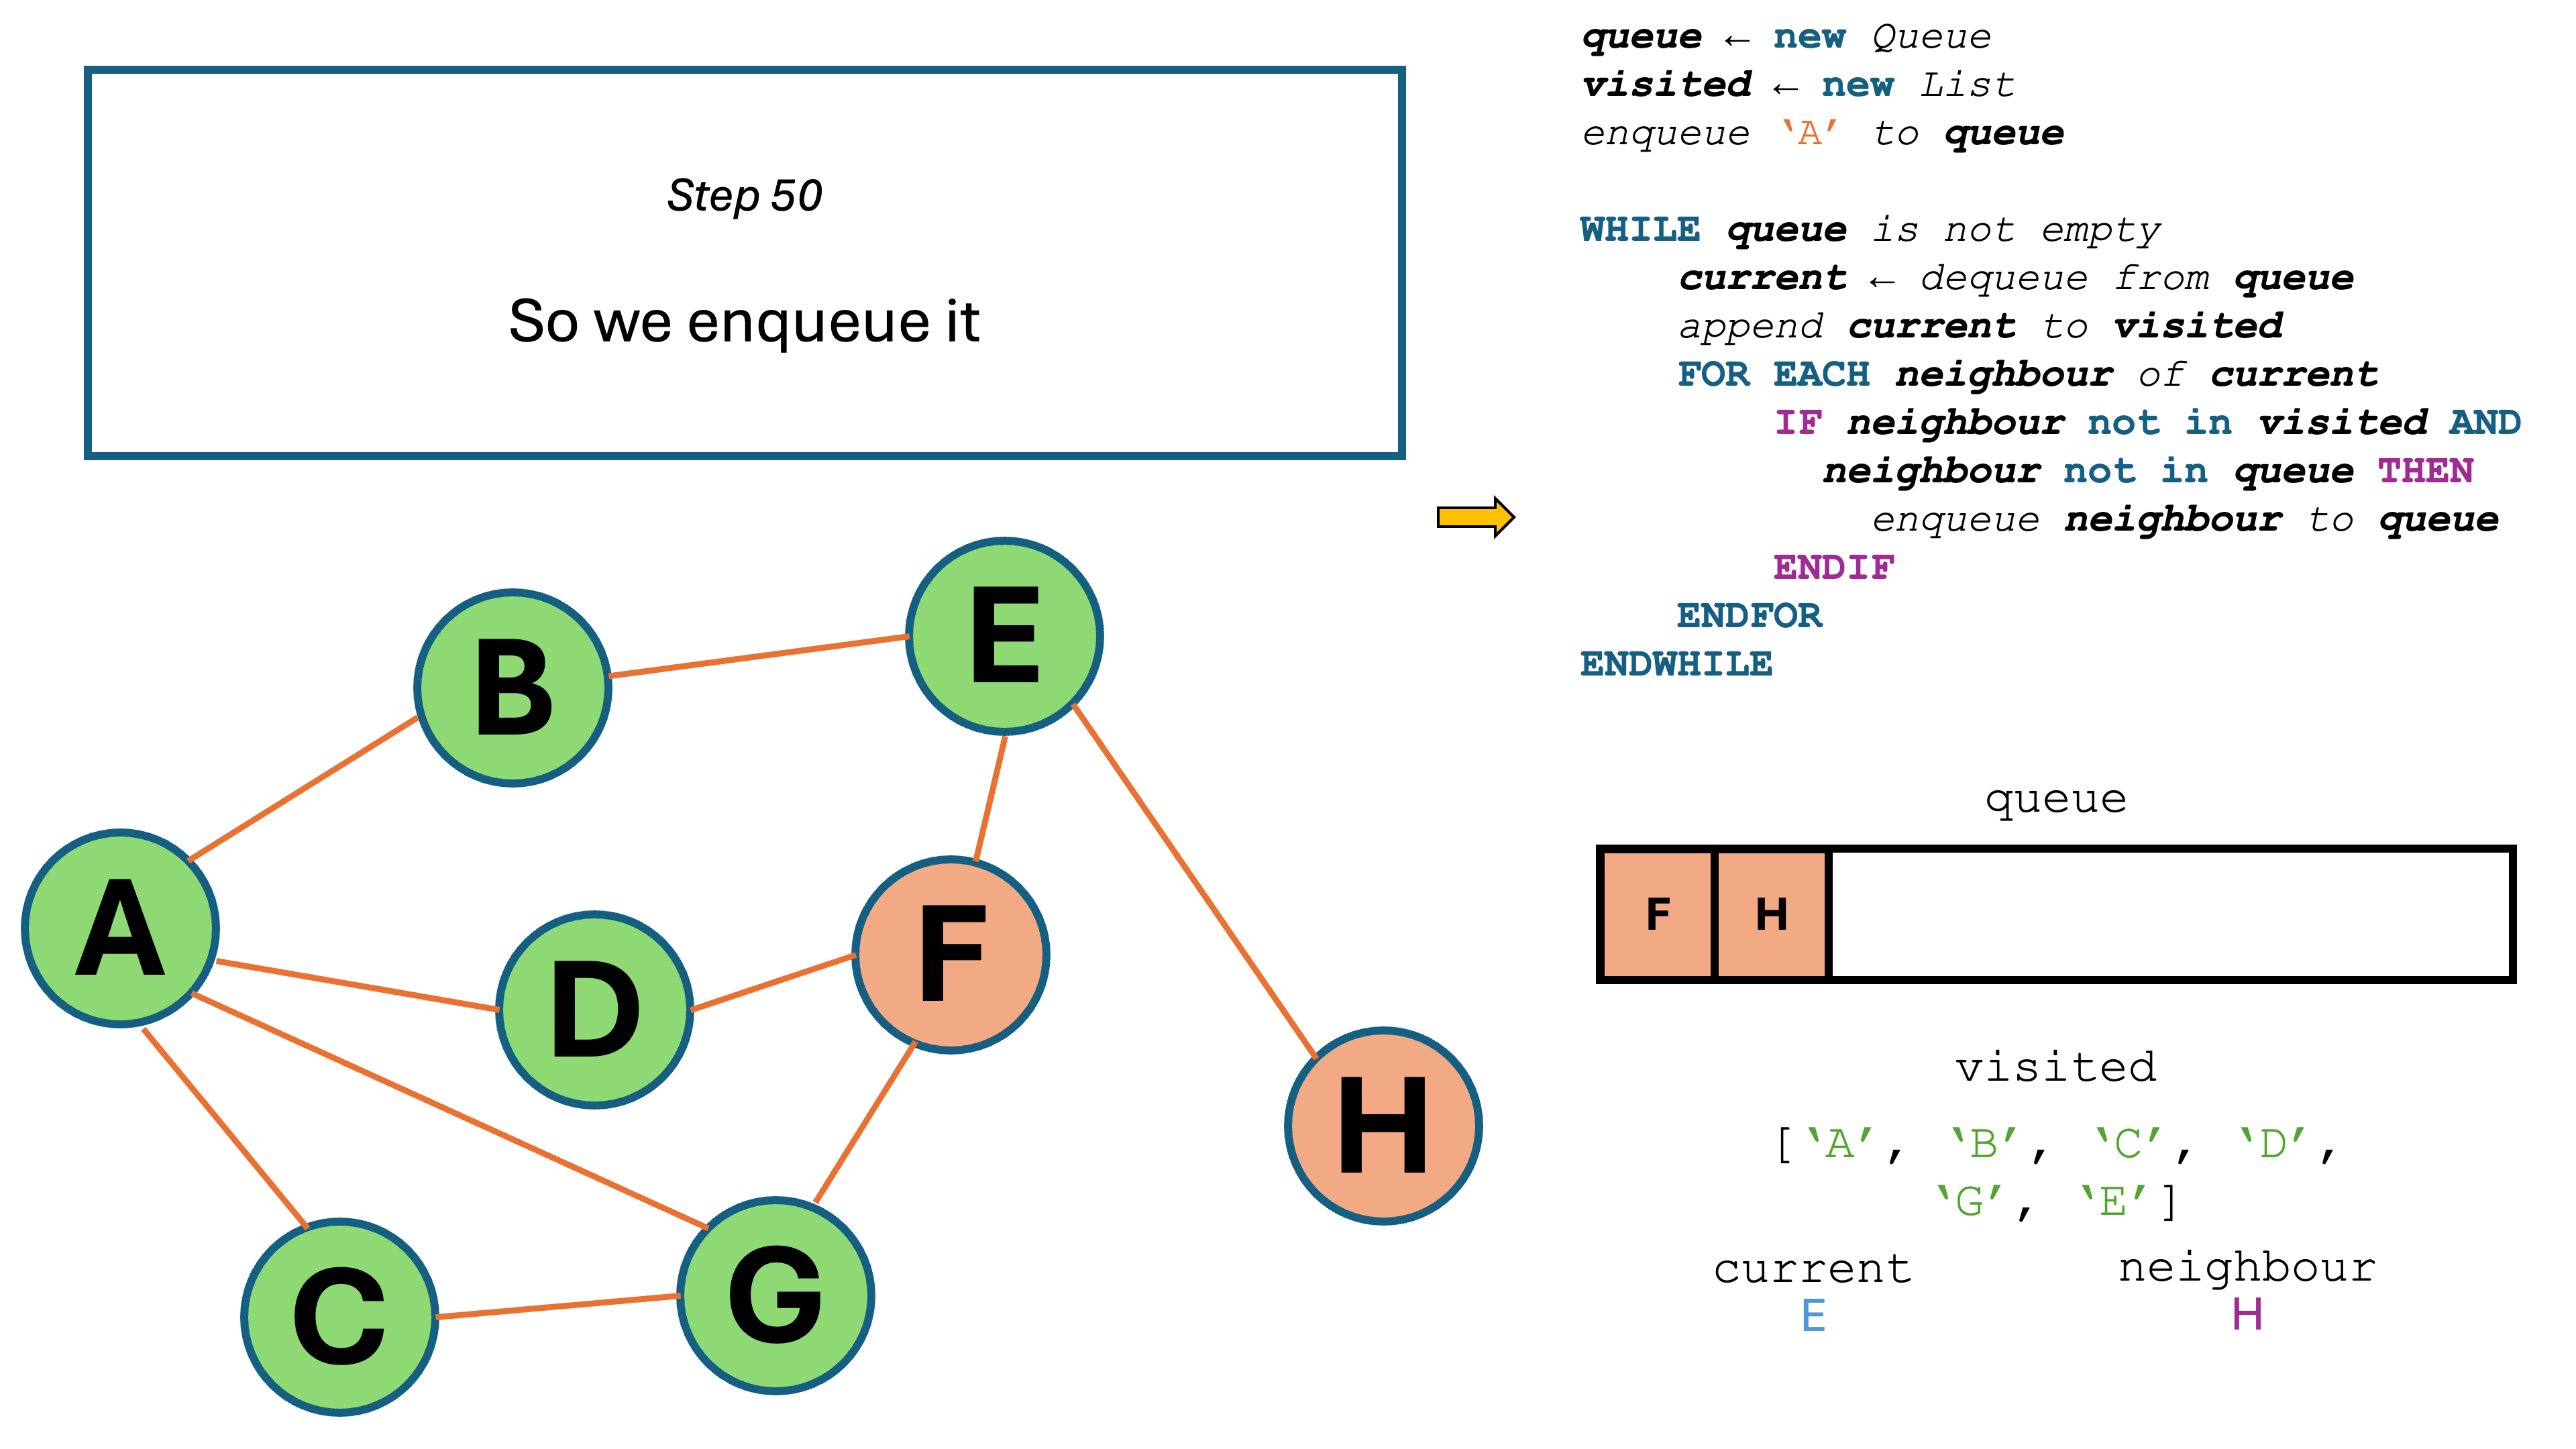 Step 50
So we enqueue it
queue ← new Queue
visited ← new List
enqueue ‘A’ to queue
WHILE queue is not empty
current ← dequeue from queue
append current to visited
FOR EACH neighbour of current
IF neighbour not in visited AND
neighbour not in queue THEN
enqueue neighbour to queue
ENDIF
ENDFOR
ENDWHILE
E
B
A
F
D
H
G
C
queue
F H
visited
[‘A’, ‘B’, ‘C’, ‘D’,
‘G’, ‘E’]
current neighbour
E H